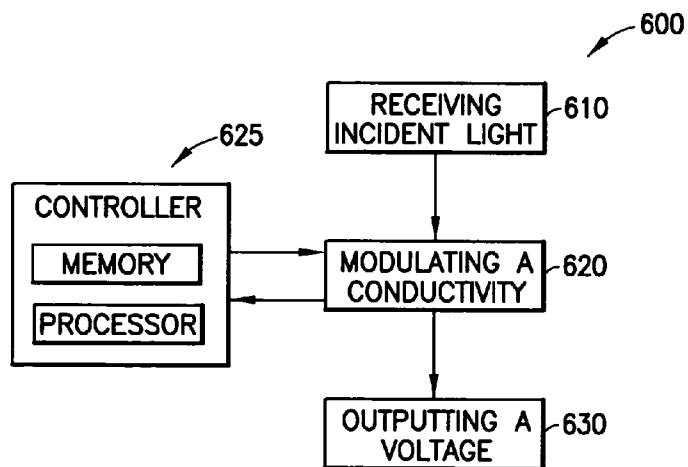 600
RECEIVING
INCIDENT LIGHT
610
625
CONTROLLER
MEMORY
PROCESSOR
MODULATING A
CONDUCTIVITY
620
OUTPUTTING A
VOLTAGE
630